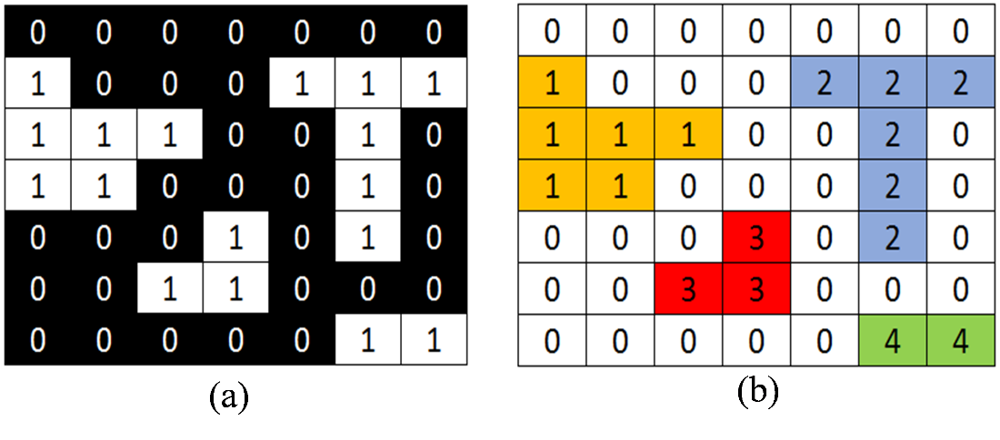 0 0 0 0 0 0 0
1 0 0 0 1 1 1
1 1 1 0 0 1 0
1 1 0 0 0 1 0
0 0 0 1 0 1 0
0 0 1 1 0 0 0
0 0 0 0 0 1 1
(a)
0 0 0 0 0 0 0
1 0 0 0 2 2 2
1 1 1 0 0 2 0
1 1 0 0 0 2 0
0 0 0 3 0 2 0
0 0 3 3 0 0 0
0 0 0 0 0 4 4
(b)